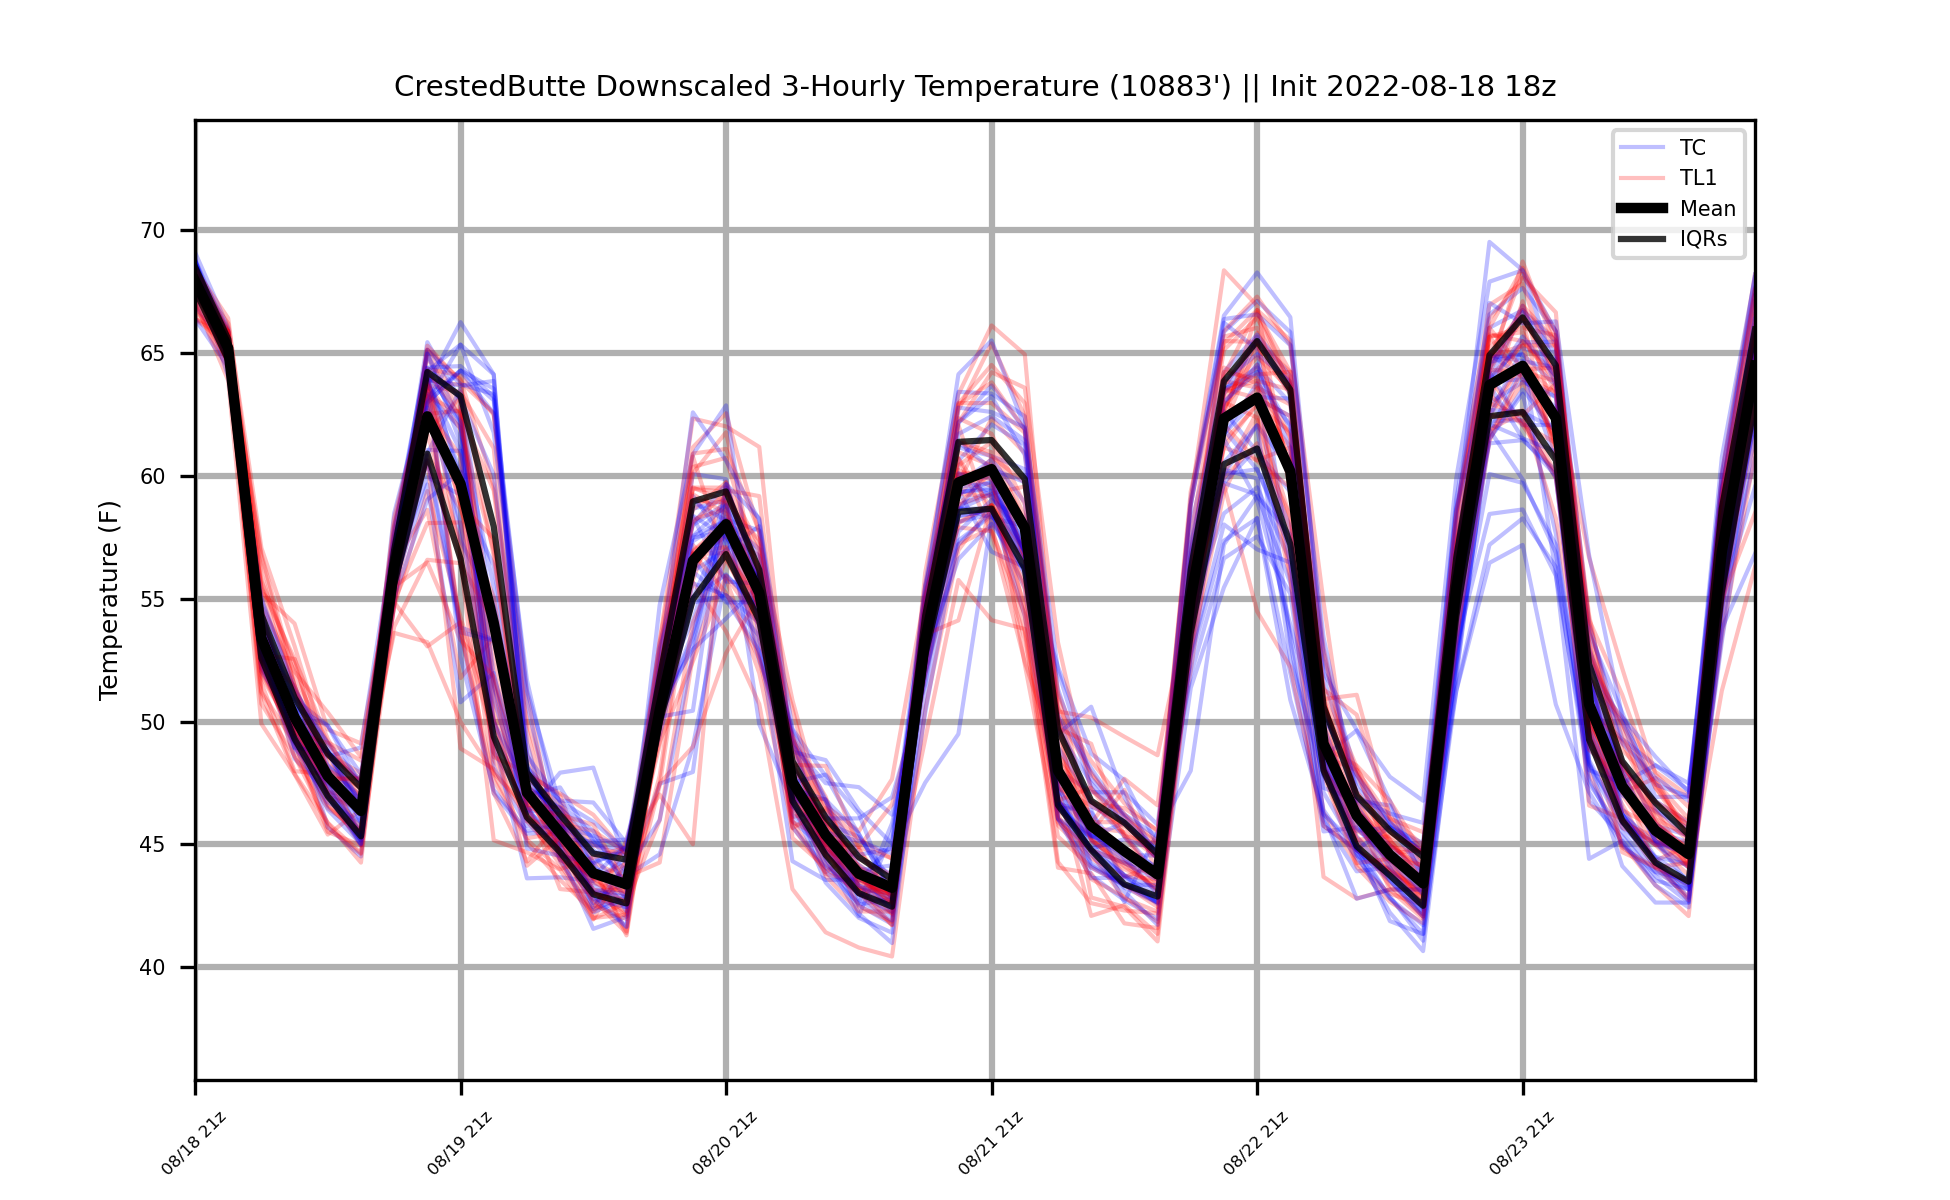 CrestedButte Downscaled 3-Hourly Temperature (10883') || Init 2022-08-18 18z
TC
TL1
Mean
IQRs
Temperature (F)
70
65
60
55
50
45
40
08/18 21z
08/19 21z
08/20 21z
08/21 21z
08/22 21z
08/23 21z